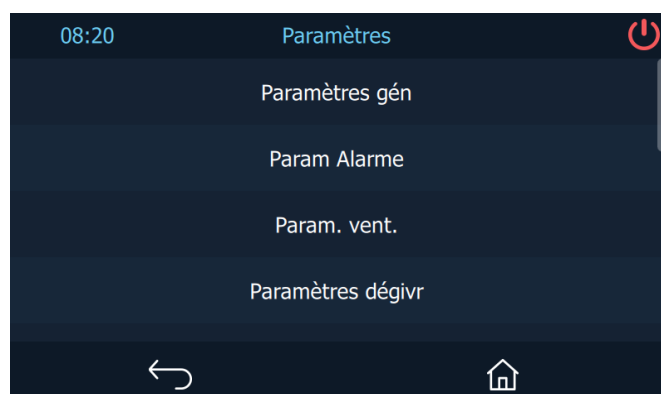 08:20 Paramètres
Paramètres gén
Param Alarme
Param. vent.
Paramètres dégivr